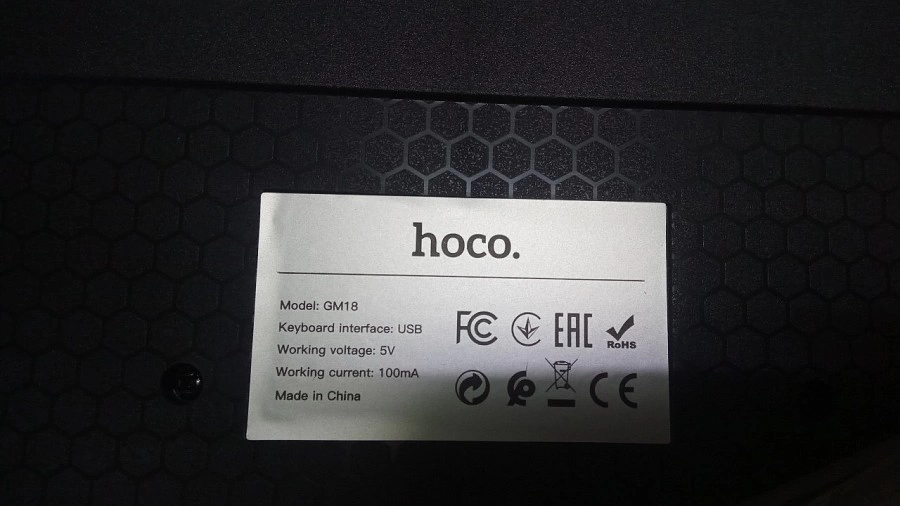 hoco.
Model: GM18
Keyboard interface: USB
Working voltage: 5V
Working current: 100mA
Made in China
FC EAC RoHS
CE